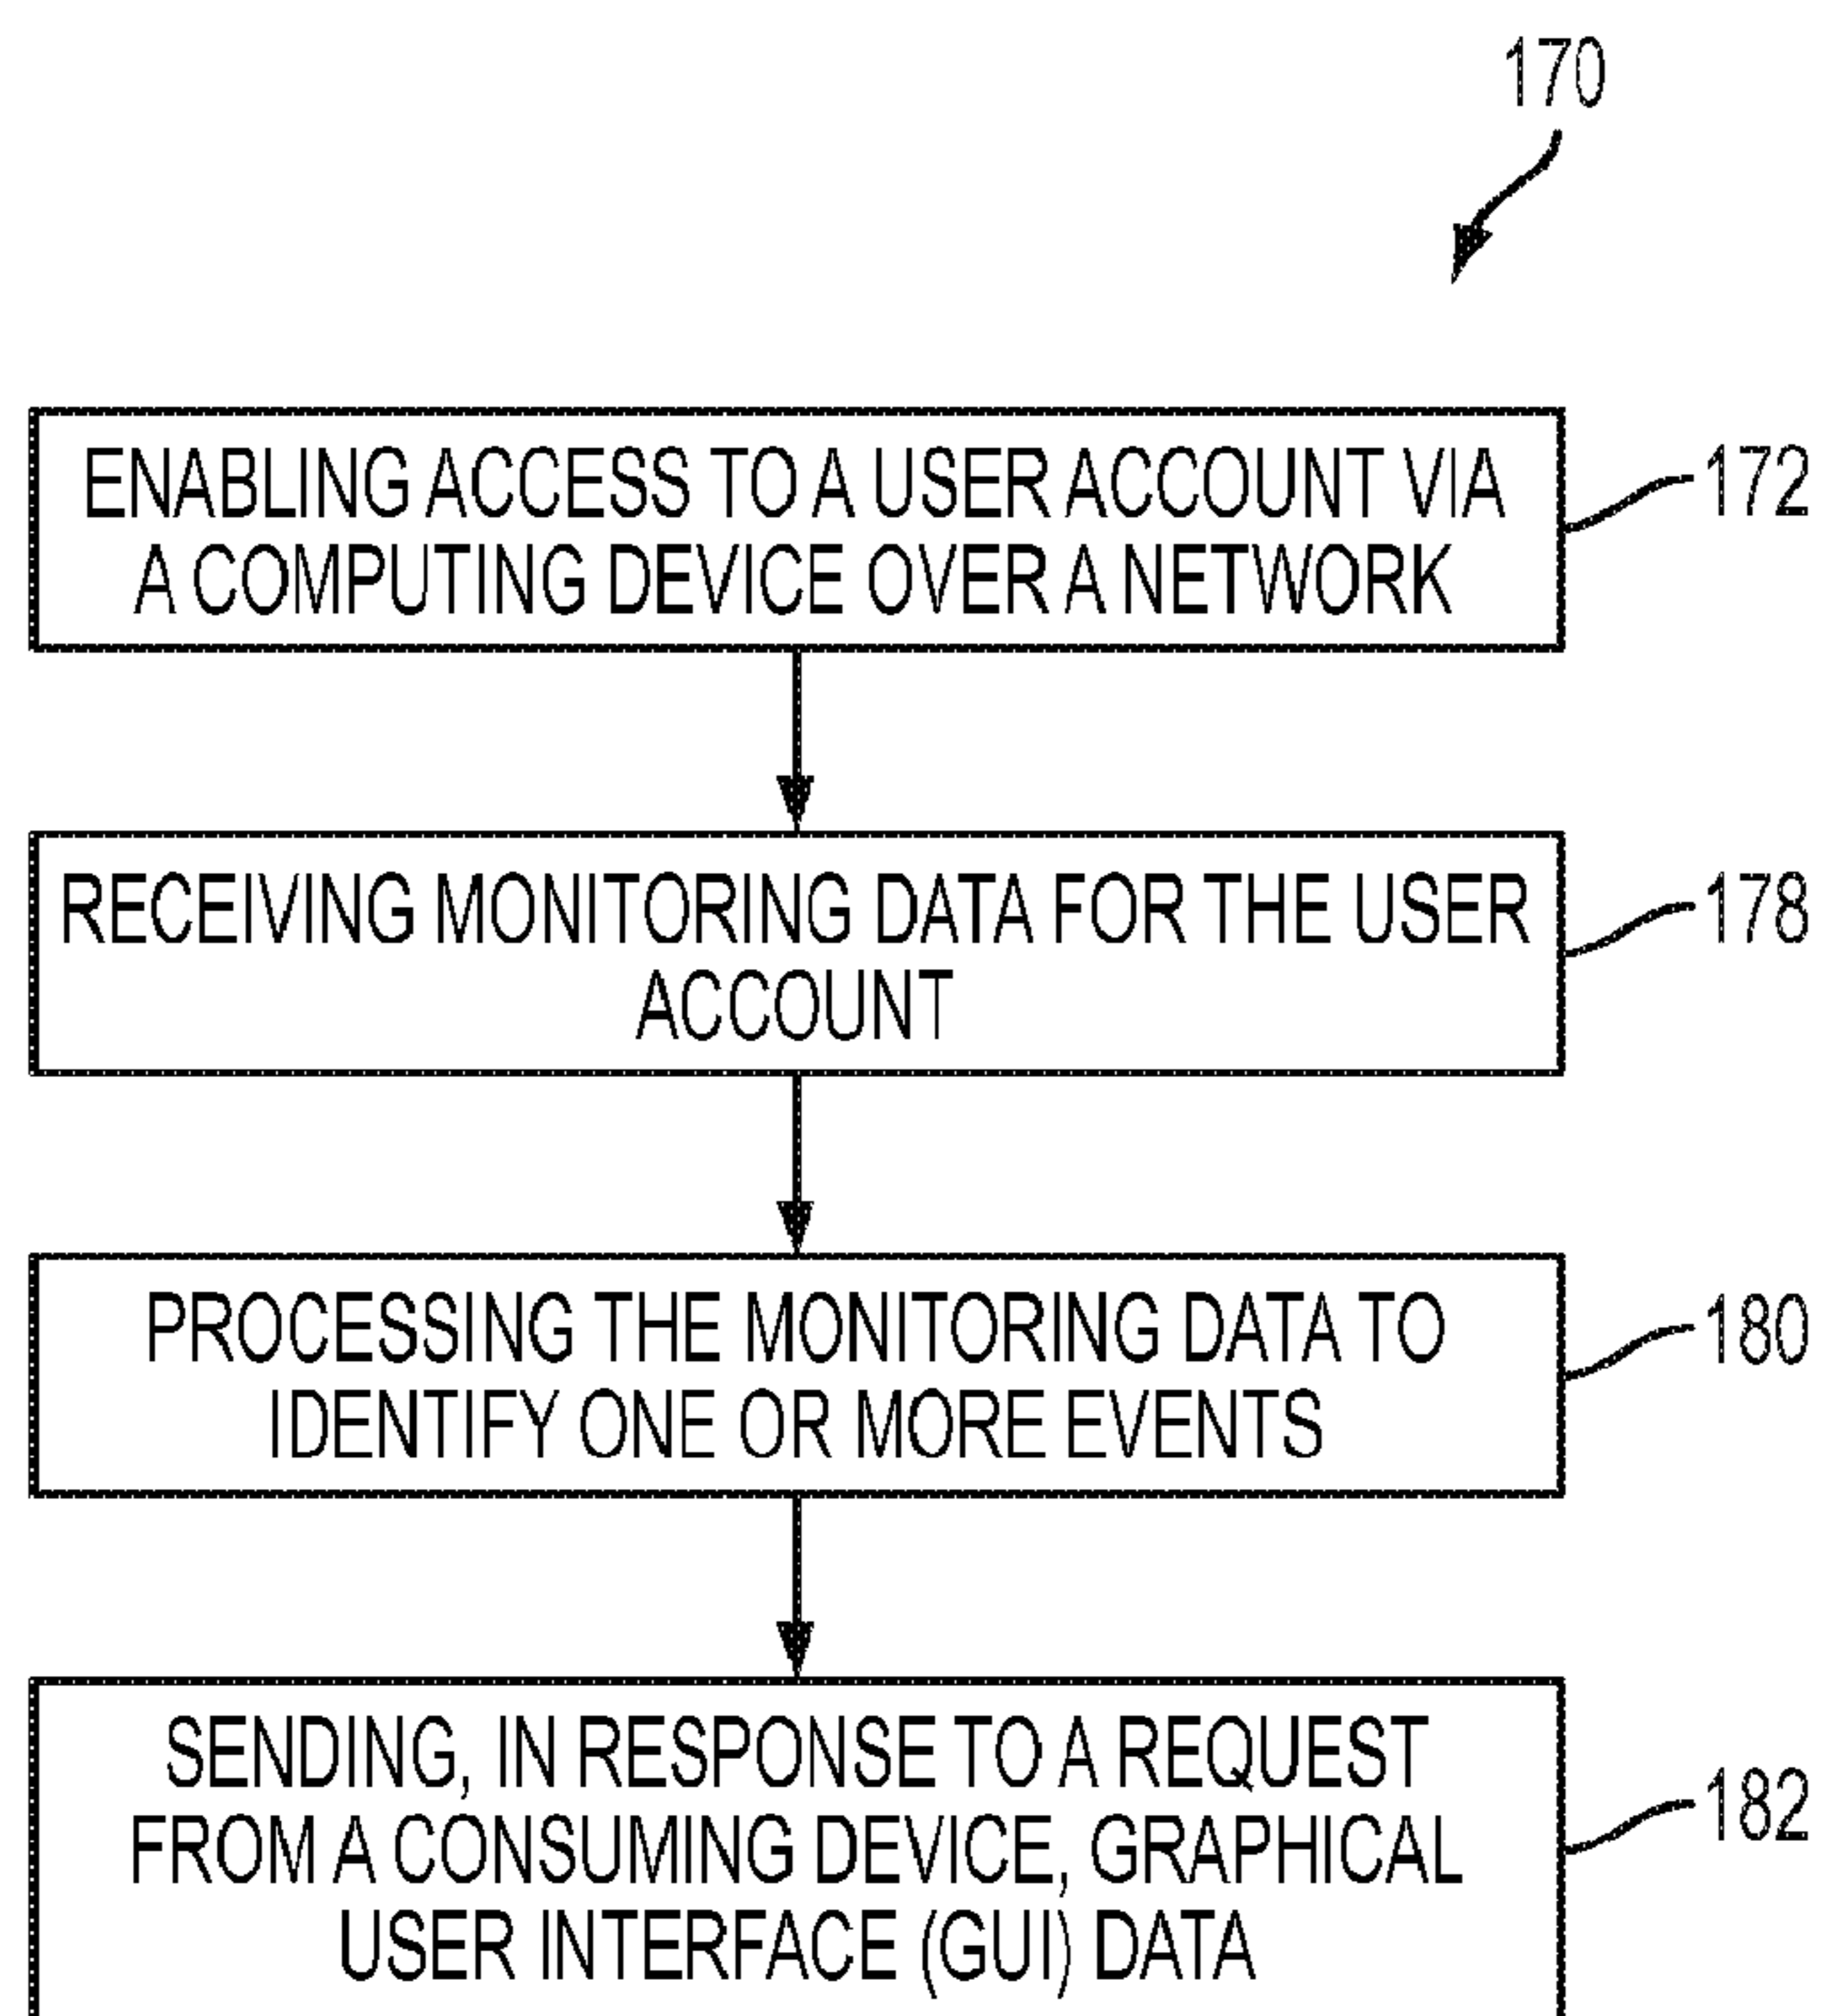 170
ENABLING ACCESS TO A USER ACCOUNT VIA
A COMPUTING DEVICE OVER A NETWORK
172
RECEIVING MONITORING DATA FOR THE USER
ACCOUNT
178
PROCESSING THE MONITORING DATA TO
IDENTIFY ONE OR MORE EVENTS
180
SENDING, IN RESPONSE TO A REQUEST
FROM A CONSUMING DEVICE, GRAPHICAL
USER INTERFACE (GUI) DATA
182